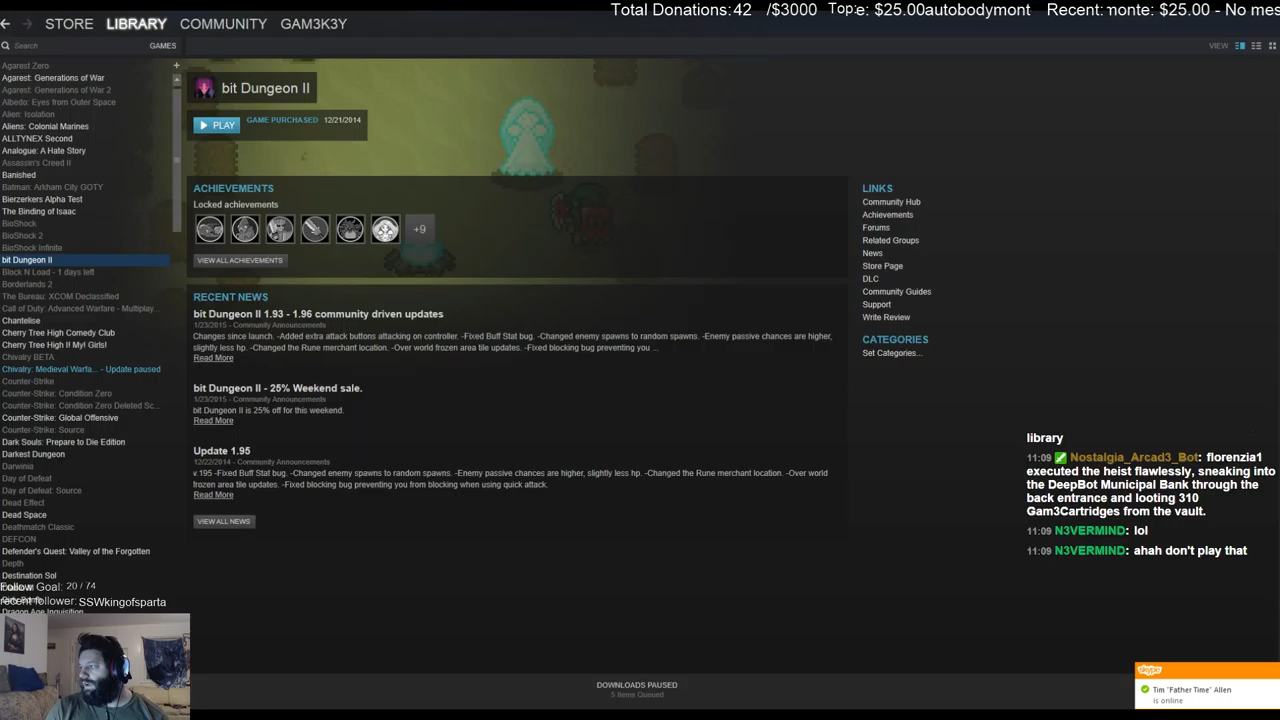 Total Donations:42 /$3000 Top: $25.00autobodymont Recent: monte: $25.00 - No mes
STORE LIBRARY COMMUNITY GAM3K3Y
Search GAMES
VIEW
Agarest Zero
Agarest: Generations of War
Agarest: Generations of War 2
Albedo: Eyes from Outer Space
Alien: Isolation
Aliens: Colonial Marines
ALLTYNEX Second
Analogue: A Hate Story
Assassin's Creed II
Banished
Batman: Arkham City GOTY
Bierzerkers Alpha Test
The Binding of Isaac
BioShock
BioShock 2
BioShock Infinite
bit Dungeon II
Block N Load - 1 days left
Borderlands 2
The Bureau: XCOM Declassified
Call of Duty: Advanced Warfare - Multiplay...
Chantelise
Cherry Tree High Comedy Club
Cherry Tree High I! My! Girls!
Chivalry BETA
Chivalry: Medieval Warfa... - Update paused
Counter-Strike
Counter-Strike: Condition Zero
Counter-Strike: Condition Zero Deleted Sc...
Counter-Strike: Global Offensive
Counter-Strike: Source
Dark Souls: Prepare to Die Edition
Darkest Dungeon
Darwinia
Day of Defeat
Day of Defeat: Source
Dead Effect
Dead Space
Deathmatch Classic
DEFCON
Defender's Quest: Valley of the Forgotten
Depth
Destination Sol
Follow Goal: 20 / 74
recent follower: SSWkingofsparta
Dragon Age Inquisition
bit Dungeon II
PLAY
GAME PURCHASED 12/21/2014
ACHIEVEMENTS
Locked achievements
+9
VIEW ALL ACHIEVEMENTS
RECENT NEWS
bit Dungeon II 1.93 - 1.96 community driven updates
1/23/2015 - Community Announcements
Changes since launch. -Added extra attack buttons attacking on controller. -Fixed Buff Stat bug. -Changed enemy spawns to random spawns. -Enemy passive chances are higher,
slightly less hp. -Changed the Rune merchant location. -Over world frozen area tile updates. -Fixed blocking bug preventing you ...
Read More
bit Dungeon II - 25% Weekend sale.
1/23/2015 - Community Announcements
bit Dungeon II is 25% off for this weekend.
Read More
Update 1.95
12/22/2014 - Community Announcements
v.195 -Fixed Buff Stat bug. -Changed enemy spawns to random spawns. -Enemy passive chances are higher, slightly less hp. -Changed the Rune merchant location. -Over world
frozen area tile updates. -Fixed blocking bug preventing you from blocking when using quick attack.
Read More
VIEW ALL NEWS
LINKS
Community Hub
Achievements
Forums
Related Groups
News
Store Page
DLC
Community Guides
Support
Write Review
CATEGORIES
Set Categories...
library
11:09 Nostalgia_Arcad3_Bot: florenzia1
executed the heist flawlessly, sneaking into
the DeepBot Municipal Bank through the
back entrance and looting 310
Gam3Cartridges from the vault.
11:09 N3VERMIND: lol
11:09 N3VERMIND: ahah don't play that
DOWNLOADS PAUSED
5 Items Queued
skype
Tim "Father Time" Allen
is online